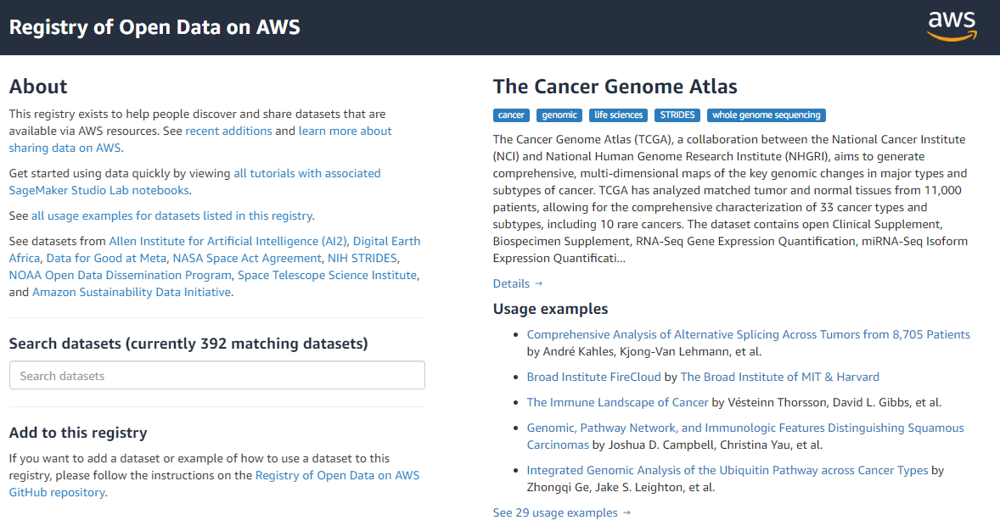 Registry of Open Data on AWS
aws
About
This registry exists to help people discover and share datasets that are
available via AWS resources. See recent additions and learn more about
sharing data on AWS.
Get started using data quickly by viewing all tutorials with associated
SageMaker Studio Lab notebooks.
See all usage examples for datasets listed in this registry.
See datasets from Allen Institute for Artificial Intelligence (AI2), Digital Earth
Africa, Data for Good at Meta, NASA Space Act Agreement, NIH STRIDES,
NOAA Open Data Dissemination Program, Space Telescope Science Institute,
and Amazon Sustainability Data Initiative.
Search datasets (currently 392 matching datasets)
Search datasets
Add to this registry
If you want to add a dataset or example of how to use a dataset to this
registry, please follow the instructions on the Registry of Open Data on AWS
GitHub repository.
The Cancer Genome Atlas
cancer genomic life sciences STRIDES whole genome sequencing
The Cancer Genome Atlas (TCGA), a collaboration between the National Cancer Institute
(NCI) and National Human Genome Research Institute (NHGRI), aims to generate
comprehensive, multi-dimensional maps of the key genomic changes in major types and
subtypes of cancer. TCGA has analyzed matched tumor and normal tissues from 11,000
patients, allowing for the comprehensive characterization of 33 cancer types and
subtypes, including 10 rare cancers. The dataset contains open Clinical Supplement,
Biospecimen Supplement, RNA-Seq Gene Expression Quantification, miRNA-Seq Isoform
Expression Quantificati...
Details →
Usage examples
• Comprehensive Analysis of Alternative Splicing Across Tumors from 8,705 Patients
by André Kahles, Kjong-Van Lehmann, et al.
• Broad Institute FireCloud by The Broad Institute of MIT & Harvard
• The Immune Landscape of Cancer by Vésteinn Thorsson, David L. Gibbs, et al.
• Genomic, Pathway Network, and Immunologic Features Distinguishing Squamous
Carcinomas by Joshua D. Campbell, Christina Yau, et al.
• Integrated Genomic Analysis of the Ubiquitin Pathway across Cancer Types by
Zhongqi Ge, Jake S. Leighton, et al.
See 29 usage examples →